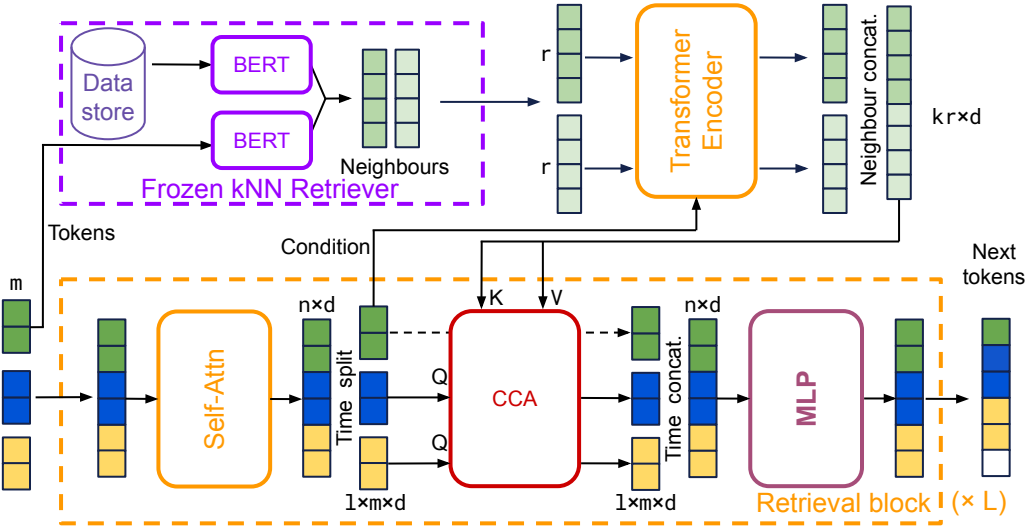 Data
store
BERT
BERT
Neighbours
Frozen kNN Retriever
r
r
Transformer
Encoder
Neighbour concat.
kr×d
Tokens
Condition
K
V
Next
tokens
m
Self-Attn
n×d
Time split
Q
Q
l×m×d
CCA
l×m×d
Time concat.
n×d
MLP
Retrieval block (× L)